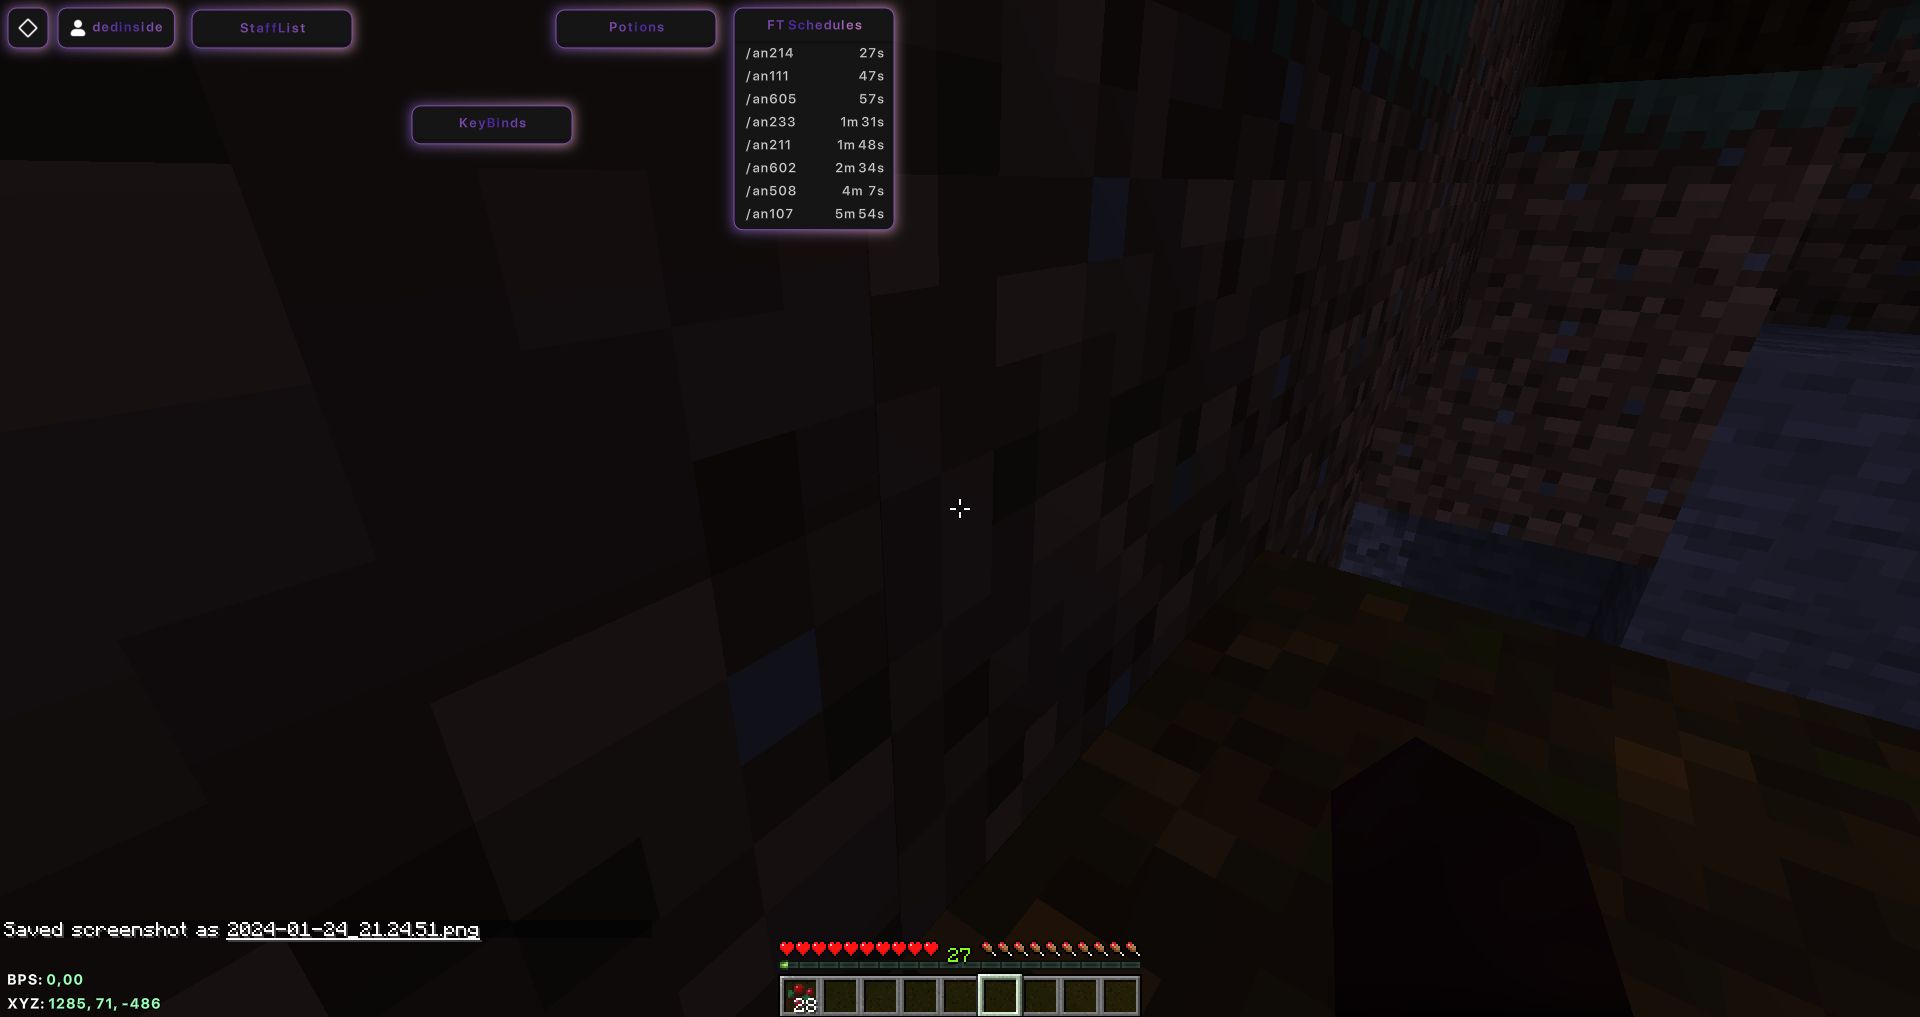 dedinside
StaffList
Potions
FT Schedules
/an214 27s
/an111 47s
/an605 57s
/an233 1m 31s
/an211 1m 48s
/an602 2m 34s
/an508 4m 7s
/an107 5m 54s
KeyBinds
Saved screenshot as 2024-01-24_21.24.51.png
27
BPS: 0,00
XYZ: 1285, 71, -486
28